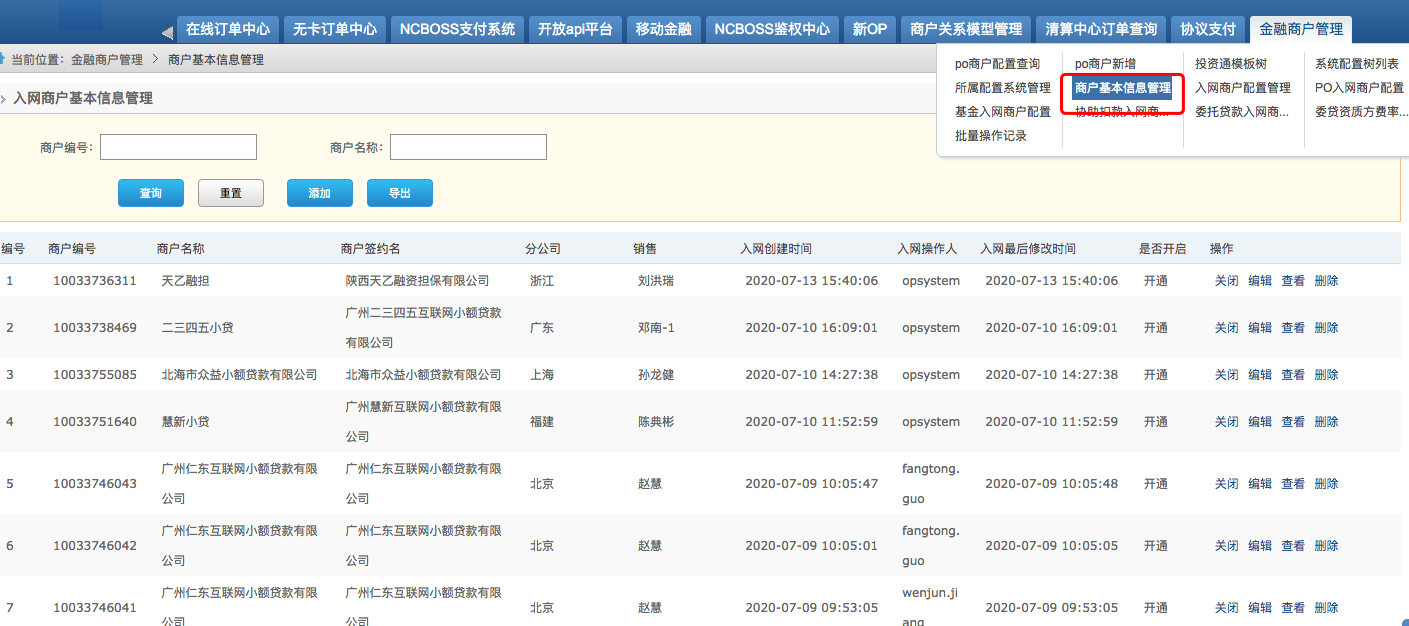 在线订单中心 无卡订单中心 NCBOSS支付系统 开放api平台 移动金融 NCBOSS鉴权中心 新OP 商户关系模型管理 清算中心订单查询 协议支付 金融商户管理
当前位置: 金融商户管理 > 商户基本信息管理
po商户配置查询 po商户新增 投资通模板树 系统配置树列表
所属配置系统管理 商户基本信息管理 入网商户配置管理 PO入网商户配置
基金入网商户配置 协助扣款入网商... 委托贷款入网商... 委贷资质方费率...
批量操作记录
入网商户基本信息管理
商户编号: 商户名称:
查询 重置 添加 导出
编号 商户编号 商户名称 商户签约名 分公司 销售 入网创建时间 入网操作人 入网最后修改时间 是否开启 操作
1 10033736311 天乙融担 陕西天乙融资担保有限公司 浙江 刘洪瑞 2020-07-13 15:40:06 opsystem 2020-07-13 15:40:06 开通 关闭 编辑 查看 删除
广州二三四五互联网小额贷款
2 10033738469 二三四五小贷 广东 邓南-1 2020-07-10 16:09:01 opsystem 2020-07-10 16:09:01 开通 关闭 编辑 查看 删除
有限公司
3 10033755085 北海市众益小额贷款有限公司 北海市众益小额贷款有限公司 上海 孙龙健 2020-07-10 14:27:38 opsystem 2020-07-10 14:27:38 开通 关闭 编辑 查看 删除
广州慧新互联网小额贷款有限
4 10033751640 慧新小贷 福建 陈典彬 2020-07-10 11:52:59 opsystem 2020-07-10 11:52:59 开通 关闭 编辑 查看 删除
公司
广州仁东互联网小额贷款有限 广州仁东互联网小额贷款有限 fangtong.
5 10033746043 北京 赵慧 2020-07-09 10:05:47 2020-07-09 10:05:48 开通 关闭 编辑 查看 删除
公司 公司 guo
广州仁东互联网小额贷款有限 广州仁东互联网小额贷款有限 fangtong.
6 10033746042 北京 赵慧 2020-07-09 10:05:01 2020-07-09 10:05:05 开通 关闭 编辑 查看 删除
公司 公司 guo
广州仁东互联网小额贷款有限 广州仁东互联网小额贷款有限 wenjun.ji
7 10033746041 北京 赵慧 2020-07-09 09:53:05 2020-07-09 09:53:05 开通 关闭 编辑 查看 删除
公司 公司 ang